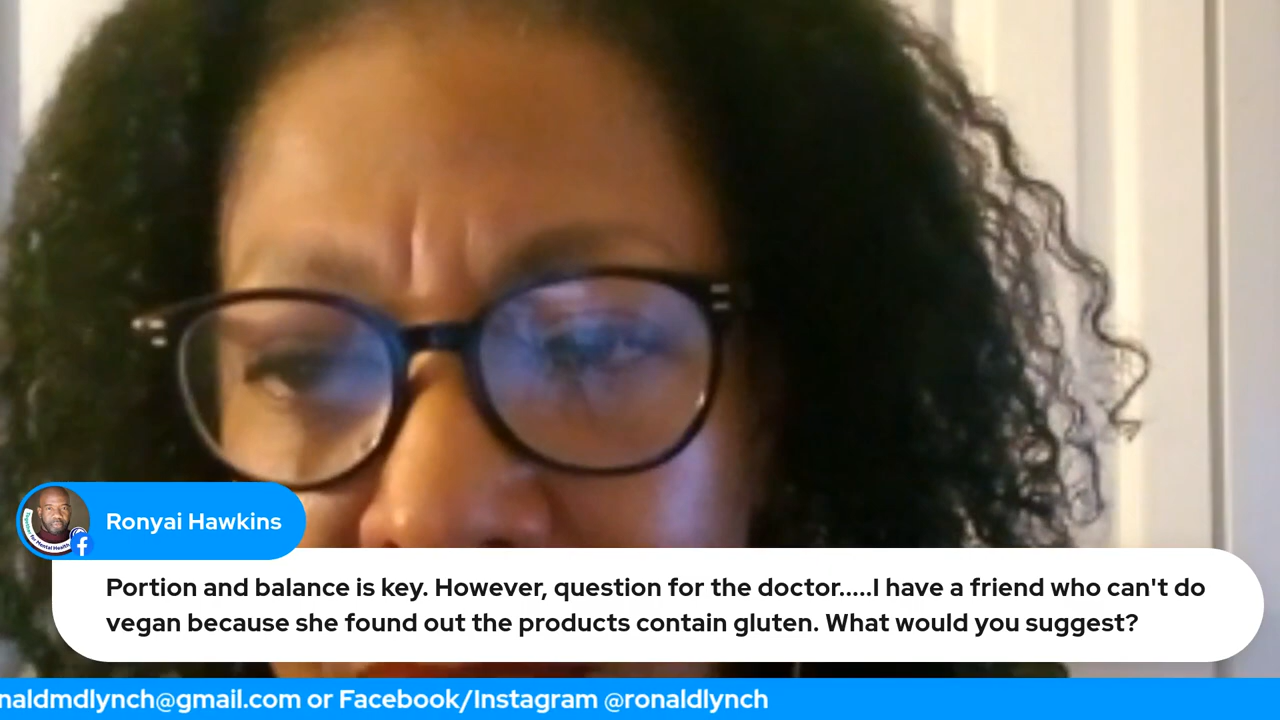 Ronyai Hawkins
Portion and balance is key. However, question for the doctor.....I have a friend who can't do
vegan because she found out the products contain gluten. What would you suggest?
naldmdlynch@gmail.com or Facebook/Instagram @ronaldlynch